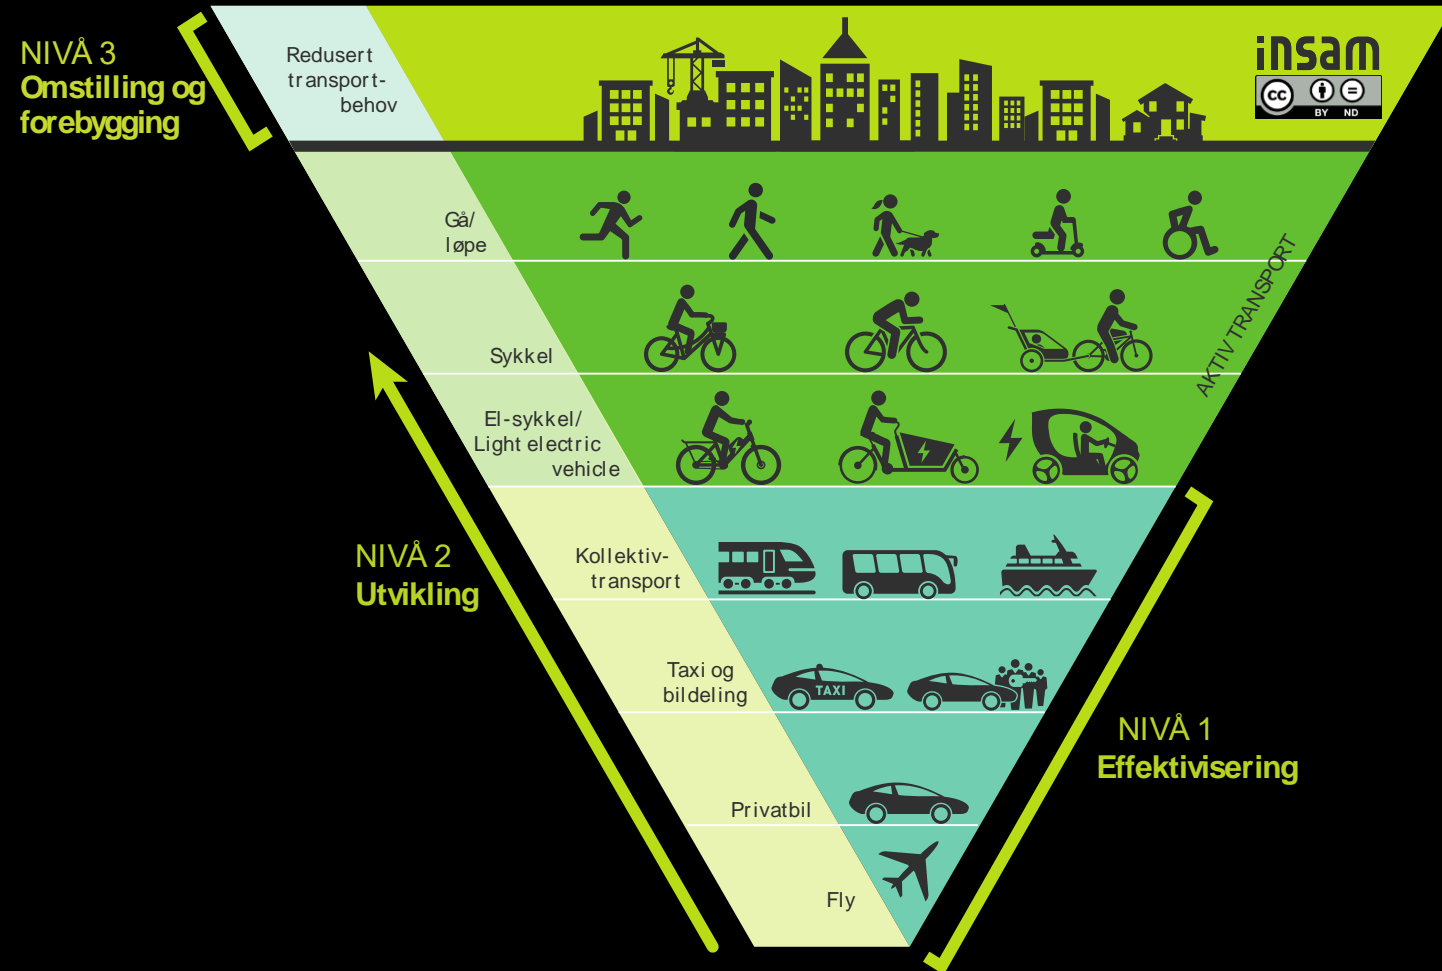 NIVÅ 3
Omstilling og
forebygging
Redusert
transport-
behov
insam
cc
BY ND
Gå/
løpe
Sykkel
El-sykkel/
Light electric
vehicle
AKTIV TRANSPORT
NIVÅ 2
Utvikling
Kollektiv-
transport
Taxi og
bildeling
TAXI
NIVÅ 1
Effektivisering
Privatbil
Fly